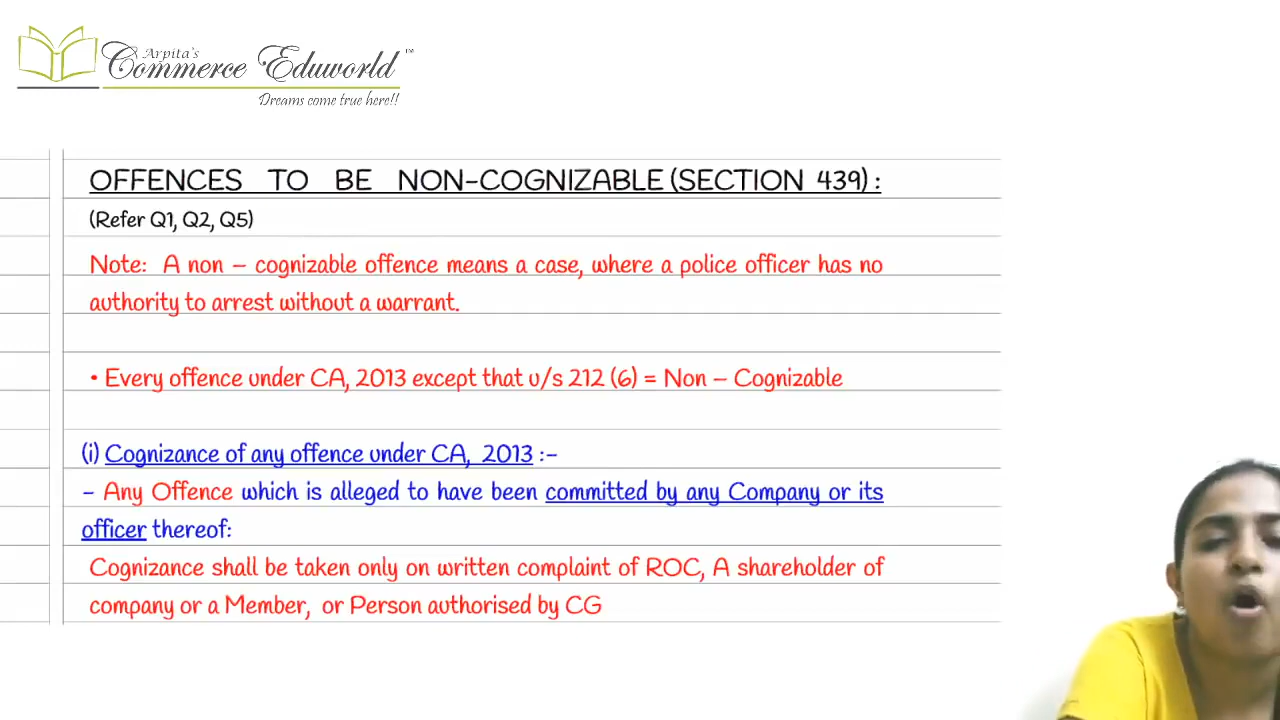 Arpita's
Commerce Eduworld™
Dreams come true here!!
OFFENCES TO BE NON-COGNIZABLE (SECTION 439) :
(Refer Q1, Q2, Q5)
Note: A non – cognizable offence means a case, where a police officer has no
authority to arrest without a warrant.
• Every offence under CA, 2013 except that u/s 212 (6) = Non – Cognizable
(i) Cognizance of any offence under CA, 2013 :-
- Any Offence which is alleged to have been committed by any Company or its
officer thereof:
Cognizance shall be taken only on written complaint of ROC, A shareholder of
company or a Member, or Person authorised by CG